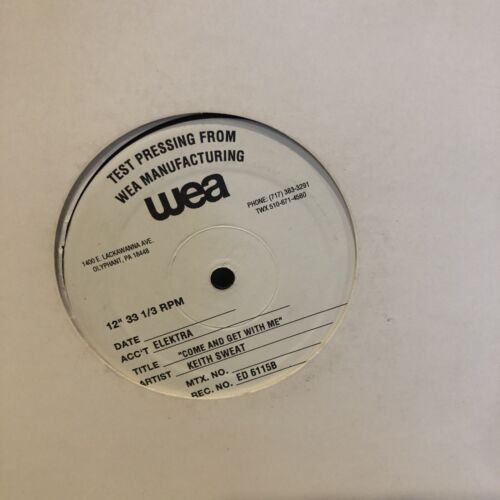 TEST PRESSING FROM
WEA MANUFACTURING
wea
1400 E. LACKAWANNA AVE.
OLYPHANT, PA 18448
PHONE: (717) 383-3291
TWX 510-671-4580
12" 33 1/3 RPM
DATE
ACC'T ELEKTRA
TITLE "COME AND GET WITH ME"
ARTIST KEITH SWEAT
MTX. NO.
REC. NO. ED 6115B